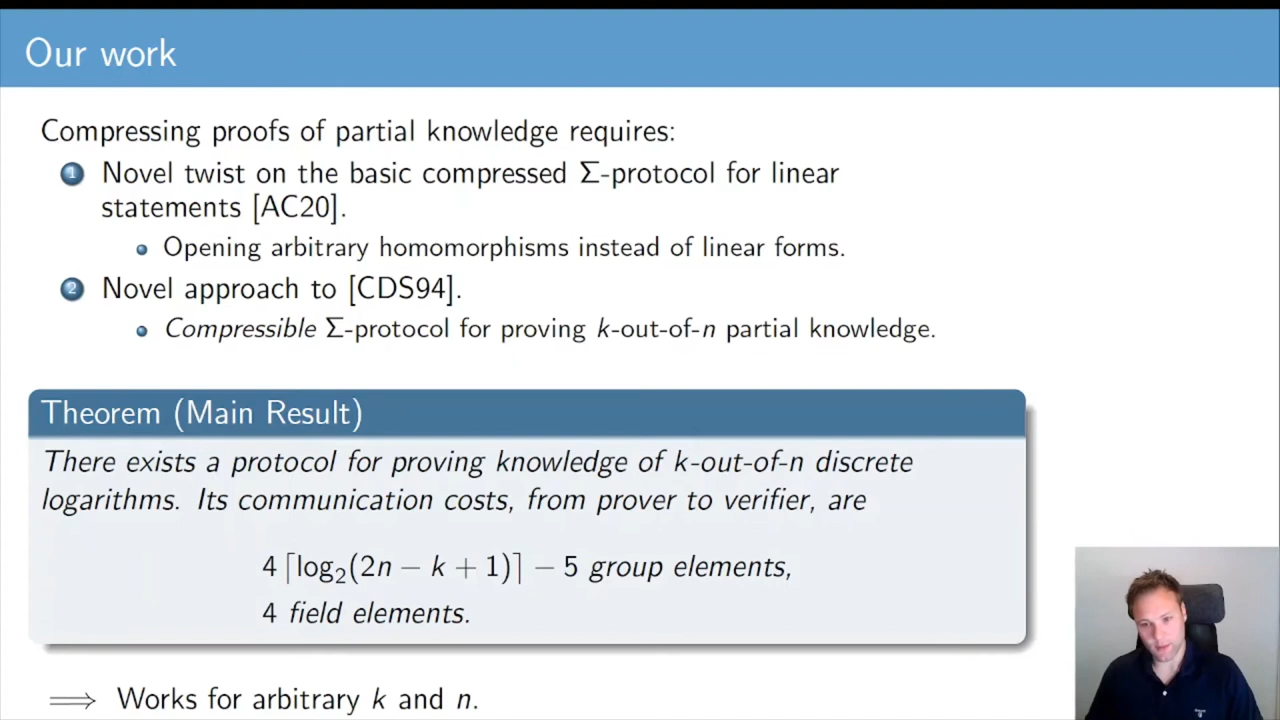 Our work
Compressing proofs of partial knowledge requires:
1 Novel twist on the basic compressed Σ-protocol for linear
statements [AC20].
• Opening arbitrary homomorphisms instead of linear forms.
2 Novel approach to [CDS94].
• Compressible Σ-protocol for proving k-out-of-n partial knowledge.
Theorem (Main Result)
There exists a protocol for proving knowledge of k-out-of-n discrete
logarithms. Its communication costs, from prover to verifier, are
4 ⌈log₂(2n − k + 1)⌉ − 5 group elements,
4 field elements.
⟹ Works for arbitrary k and n.